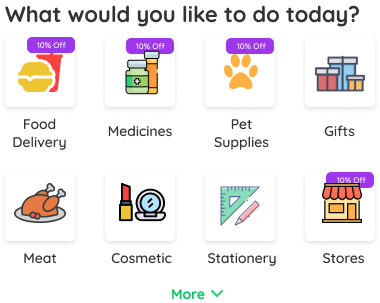 What would you like to do today?
10% Off
10% Off
10% Off
Food
Delivery
Medicines
Pet
Supplies
Gifts
10% Off
Meat
Cosmetic
Stationery
Stores
More